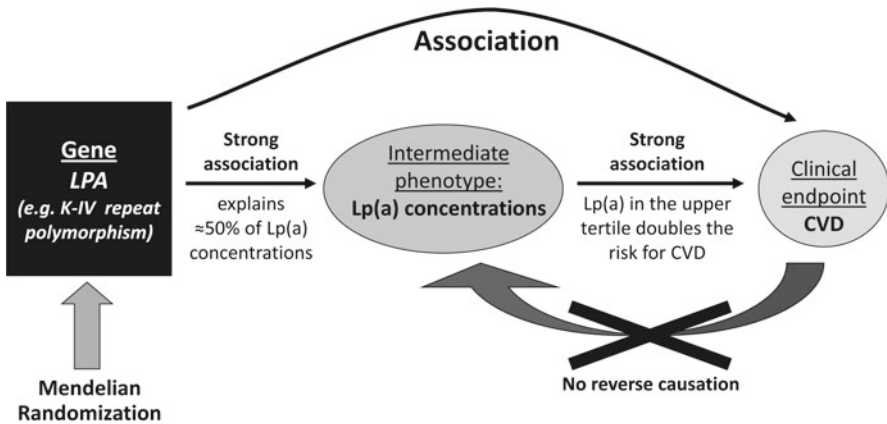 Association
Gene
LPA
(e.g. K-IV repeat
polymorphism)
Strong
association
explains
≈50% of Lp(a)
concentrations
Intermediate
phenotype:
Lp(a) concentrations
Strong
association
Lp(a) in the upper
tertile doubles the
risk for CVD
Clinical
endpoint
CVD
Mendelian
Randomization
No reverse causation